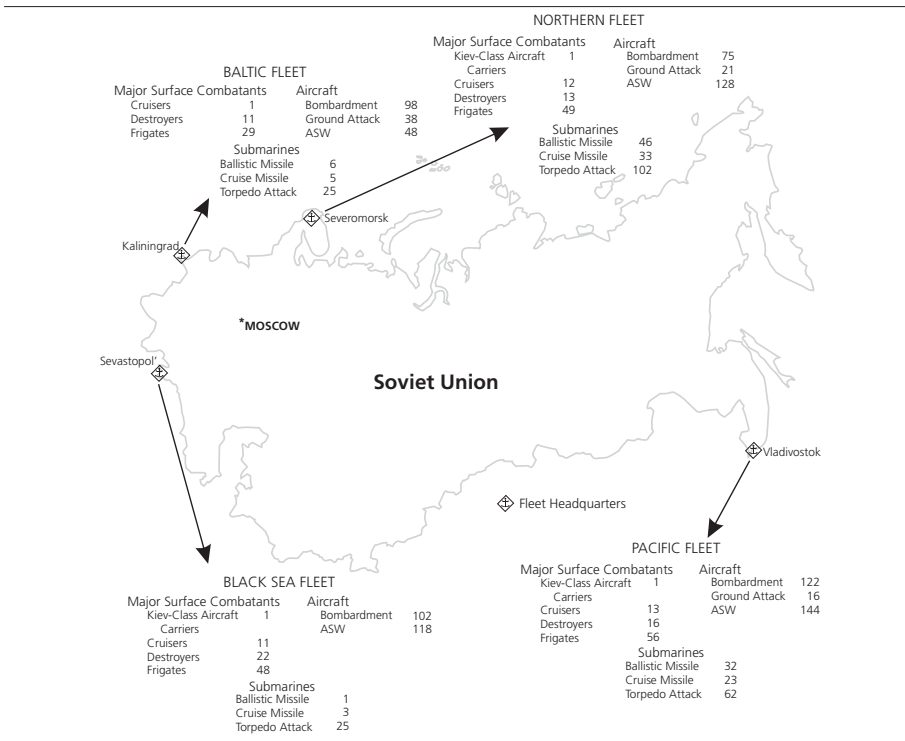 NORTHERN FLEET
Major Surface Combatants Aircraft
Kiev-Class Aircraft 1 Bombardment 75
Carriers Ground Attack 21
Cruisers 12 ASW 128
Destroyers 13
Frigates 49
Submarines
Ballistic Missile 46
Cruise Missile 33
Torpedo Attack 102
BALTIC FLEET
Major Surface Combatants Aircraft
Cruisers 1 Bombardment 98
Destroyers 11 Ground Attack 38
Frigates 29 ASW 48
Submarines
Ballistic Missile 6
Cruise Missile 5
Torpedo Attack 25
Severomorsk
Kaliningrad
*MOSCOW
Sevastopol'
Soviet Union
Vladivostok
Fleet Headquarters
BLACK SEA FLEET
Major Surface Combatants Aircraft
Kiev-Class Aircraft 1 Bombardment 102
Carriers ASW 118
Cruisers 11
Destroyers 22
Frigates 48
Submarines
Ballistic Missile 1
Cruise Missile 3
Torpedo Attack 25
PACIFIC FLEET
Major Surface Combatants Aircraft
Kiev-Class Aircraft 1 Bombardment 122
Carriers Ground Attack 16
Cruisers 13 ASW 144
Destroyers 16
Frigates 56
Submarines
Ballistic Missile 32
Cruise Missile 23
Torpedo Attack 62